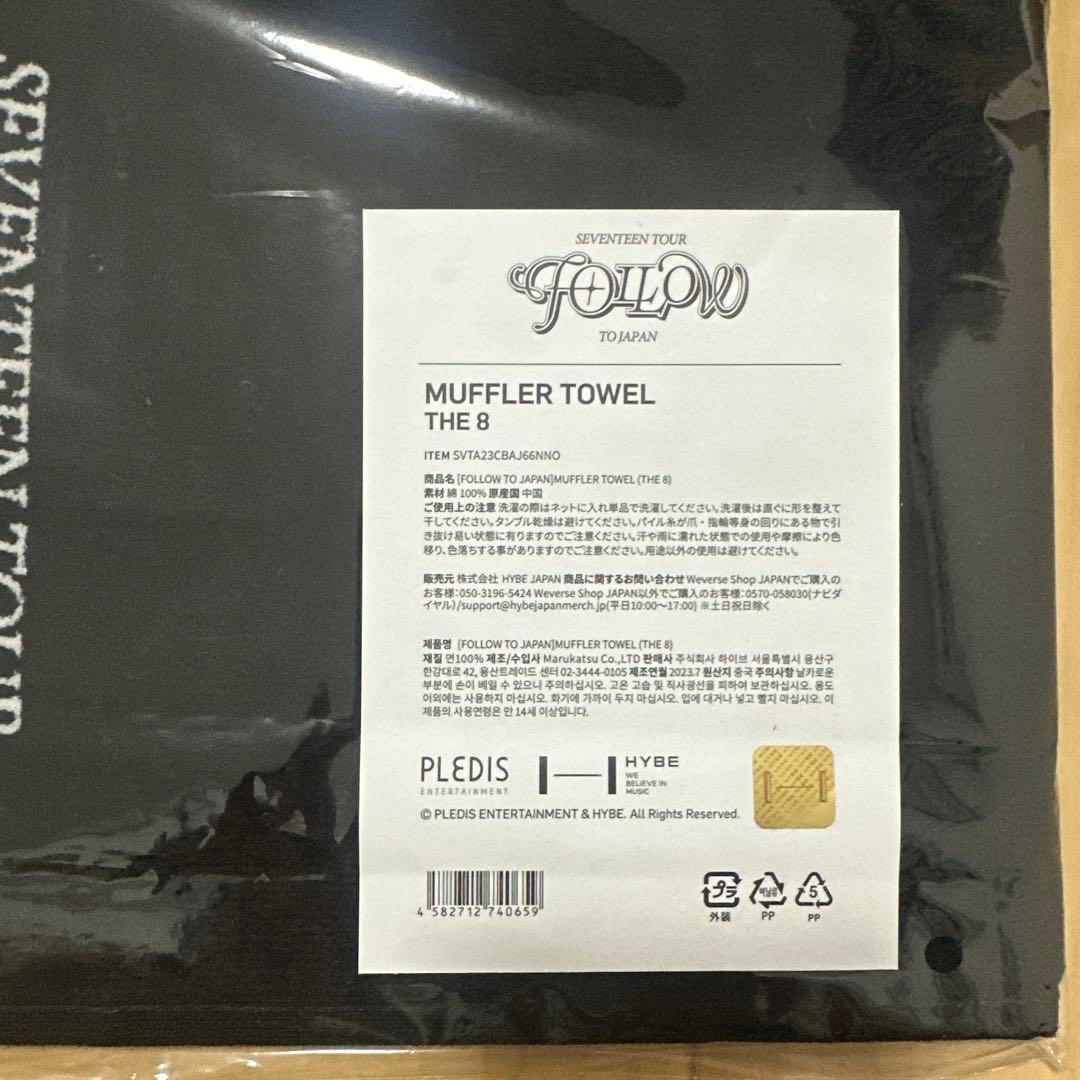 SEVENTEEN TOUR
SEVENTEEN TOUR
FOLLOW
TO JAPAN
MUFFLER TOWEL
THE 8
ITEM SVTA23CBAJ66NNO
商品名 [FOLLOW TO JAPAN]MUFFLER TOWEL (THE 8)
素材 綿 100% 原産国 中国
ご使用上の注意 洗濯の際はネットに入れ単品で洗濯してください。洗濯後は直ぐに形を整えて
干してください。タンブル乾燥は避けてください。パイル糸が爪・指輪等身の回りにある物で引
き抜け易い状態に有りますのでご注意ください。汗や雨に濡れた状態での使用や摩擦により色
移り、色落ちする事がありますのでご注意ください。用途以外の使用は避けてください。
販売元 株式会社 HYBE JAPAN 商品に関するお問い合わせ Weverse Shop JAPANでご購入の
お客様：050-3196-5424 Weverse Shop JAPAN以外でご購入のお客様：0570-058030(ナビダ
イヤル)/support@hybejapanmerch.jp(平日10:00〜17:00) ※土日祝日除く
제품명 [FOLLOW TO JAPAN]MUFFLER TOWEL (THE 8)
재질 면100% 제조/수입사 Marukatsu Co.,LTD 판매사 주식회사 하이브 서울특별시 용산구
한강대로 42, 용산트레이드 센터 02-3444-0105 제조연월 2023.7 원산지 중국 주의사항 날카로운
부분에 손이 베일 수 있으니 주의하십시오. 고온 고습 및 직사광선을 피하여 보관하십시오. 용도
이외에는 사용하지 마십시오. 화기에 가까이 두지 마십시오. 입에 대거나 넣고 빨지 마십시오. 이
제품의 사용연령은 만 14세 이상입니다.
PLEDIS
ENTERTAINMENT
HYBE
WE
BELIEVE IN
MUSIC
© PLEDIS ENTERTAINMENT & HYBE. All Rights Reserved.
4 582712 740659
プラ
外装
비닐류
PP
5
PP